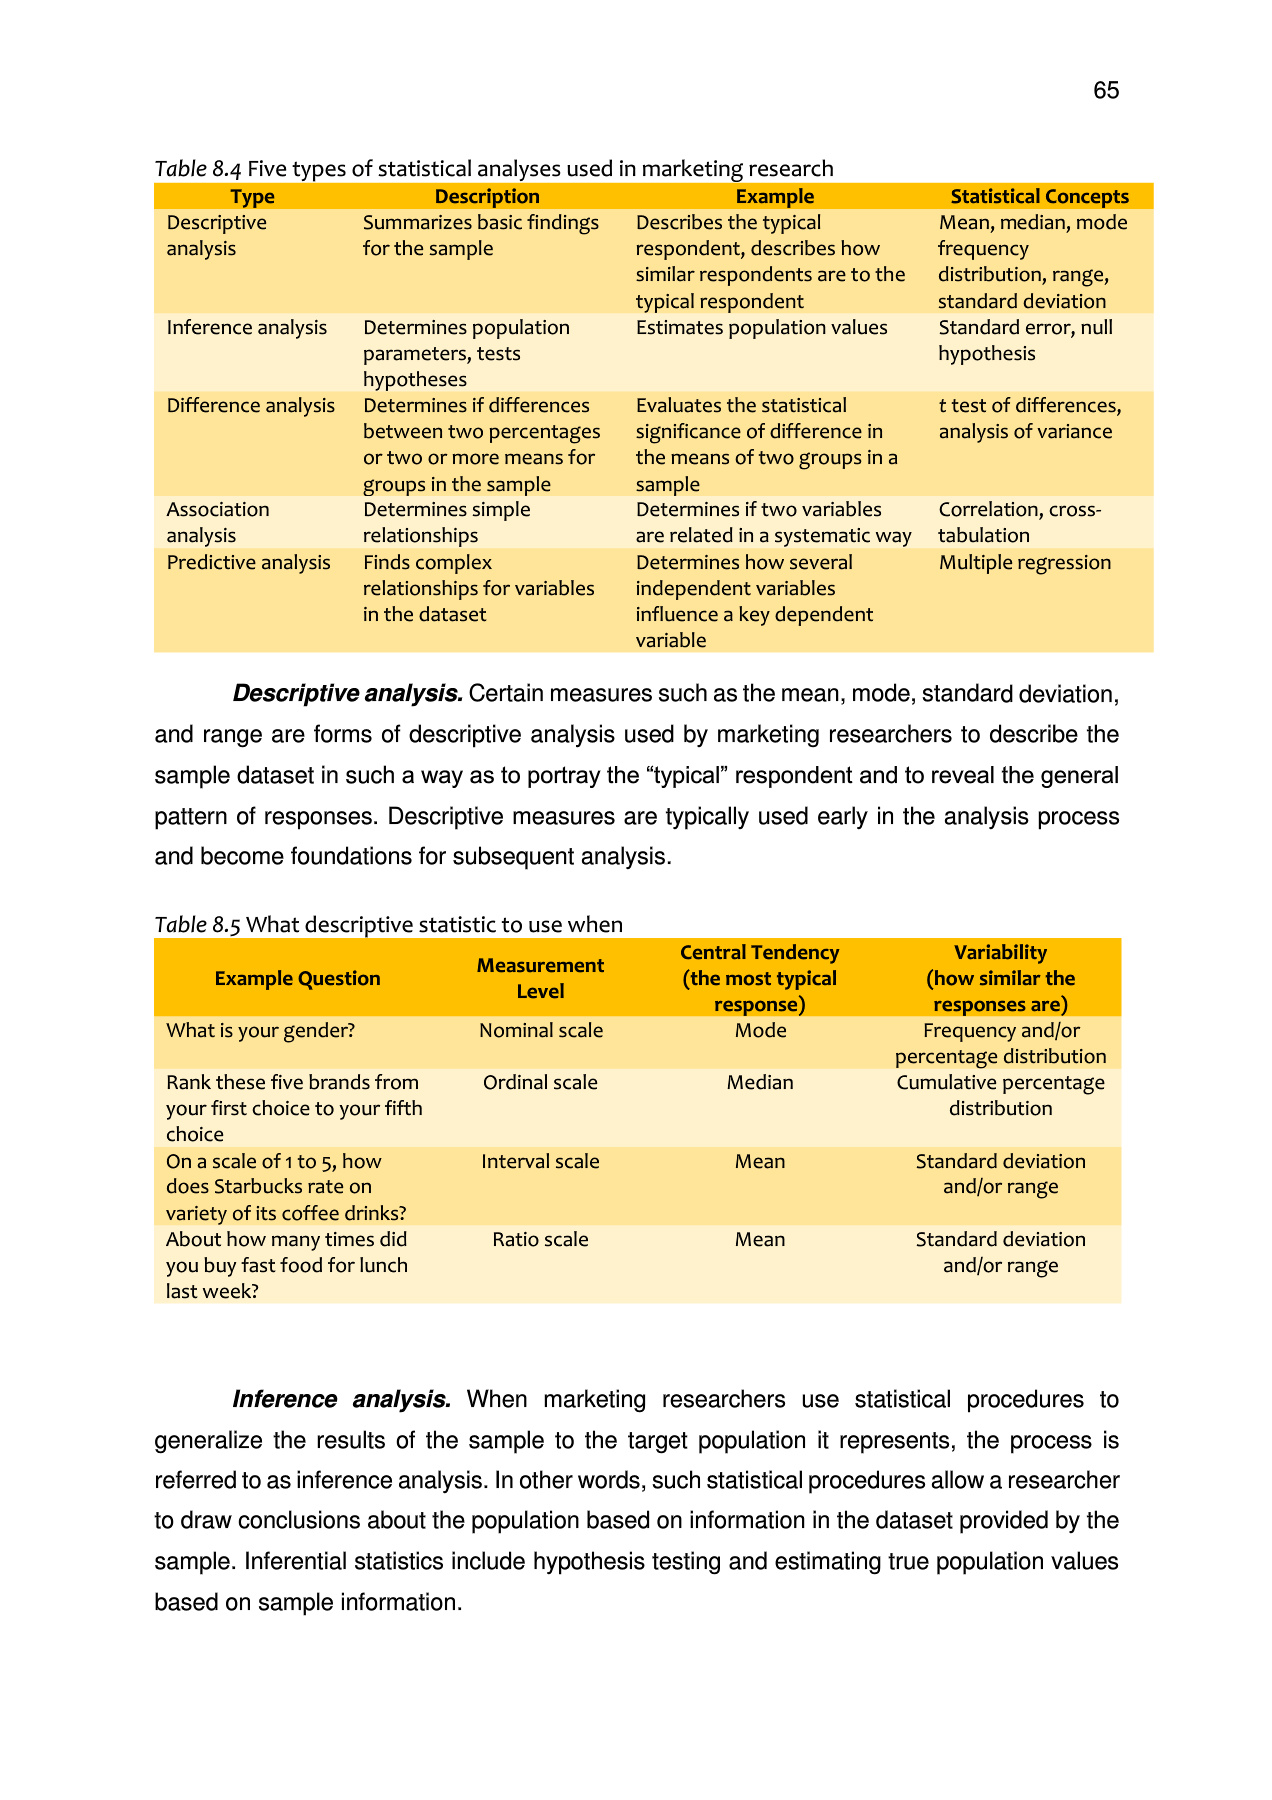 65
Table 8.4 Five types of statistical analyses used in marketing research
Type Description Example Statistical Concepts
Descriptive Summarizes basic findings Describes the typical Mean, median, mode
analysis for the sample respondent, describes how frequency
similar respondents are to the distribution, range,
typical respondent standard deviation
Inference analysis Determines population Estimates population values Standard error, null
parameters, tests hypothesis
hypotheses
Difference analysis Determines if differences Evaluates the statistical t test of differences,
between two percentages significance of difference in analysis of variance
or two or more means for the means of two groups in a
groups in the sample sample
Association Determines simple Determines if two variables Correlation, cross-
analysis relationships are related in a systematic way tabulation
Predictive analysis Finds complex Determines how several Multiple regression
relationships for variables independent variables
in the dataset influence a key dependent
variable
Descriptive analysis. Certain measures such as the mean, mode, standard deviation,
and range are forms of descriptive analysis used by marketing researchers to describe the
sample dataset in such a way as to portray the “typical” respondent and to reveal the general
pattern of responses. Descriptive measures are typically used early in the analysis process
and become foundations for subsequent analysis.
Table 8.5 What descriptive statistic to use when
Example Question Measurement Level Central Tendency (the most typical response) Variability (how similar the responses are)
What is your gender? Nominal scale Mode Frequency and/or
percentage distribution
Rank these five brands from Ordinal scale Median Cumulative percentage
your first choice to your fifth distribution
choice
On a scale of 1 to 5, how Interval scale Mean Standard deviation
does Starbucks rate on and/or range
variety of its coffee drinks?
About how many times did Ratio scale Mean Standard deviation
you buy fast food for lunch and/or range
last week?
Inference analysis. When marketing researchers use statistical procedures to
generalize the results of the sample to the target population it represents, the process is
referred to as inference analysis. In other words, such statistical procedures allow a researcher
to draw conclusions about the population based on information in the dataset provided by the
sample. Inferential statistics include hypothesis testing and estimating true population values
based on sample information.